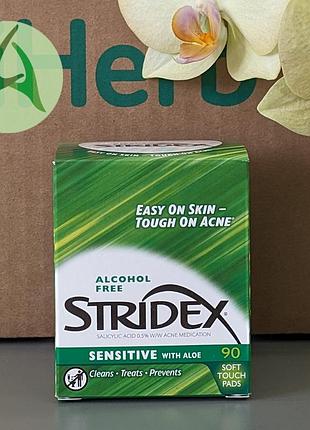 iHerb
EASY ON SKIN –
TOUGH ON ACNE
ALCOHOL
FREE
STRIDEX®
SALICYLIC ACID 0.5% W/W ACNE MEDICATION
SENSITIVE WITH ALOE 90
Cleans • Treats • Prevents
SOFT
TOUCH
PADS